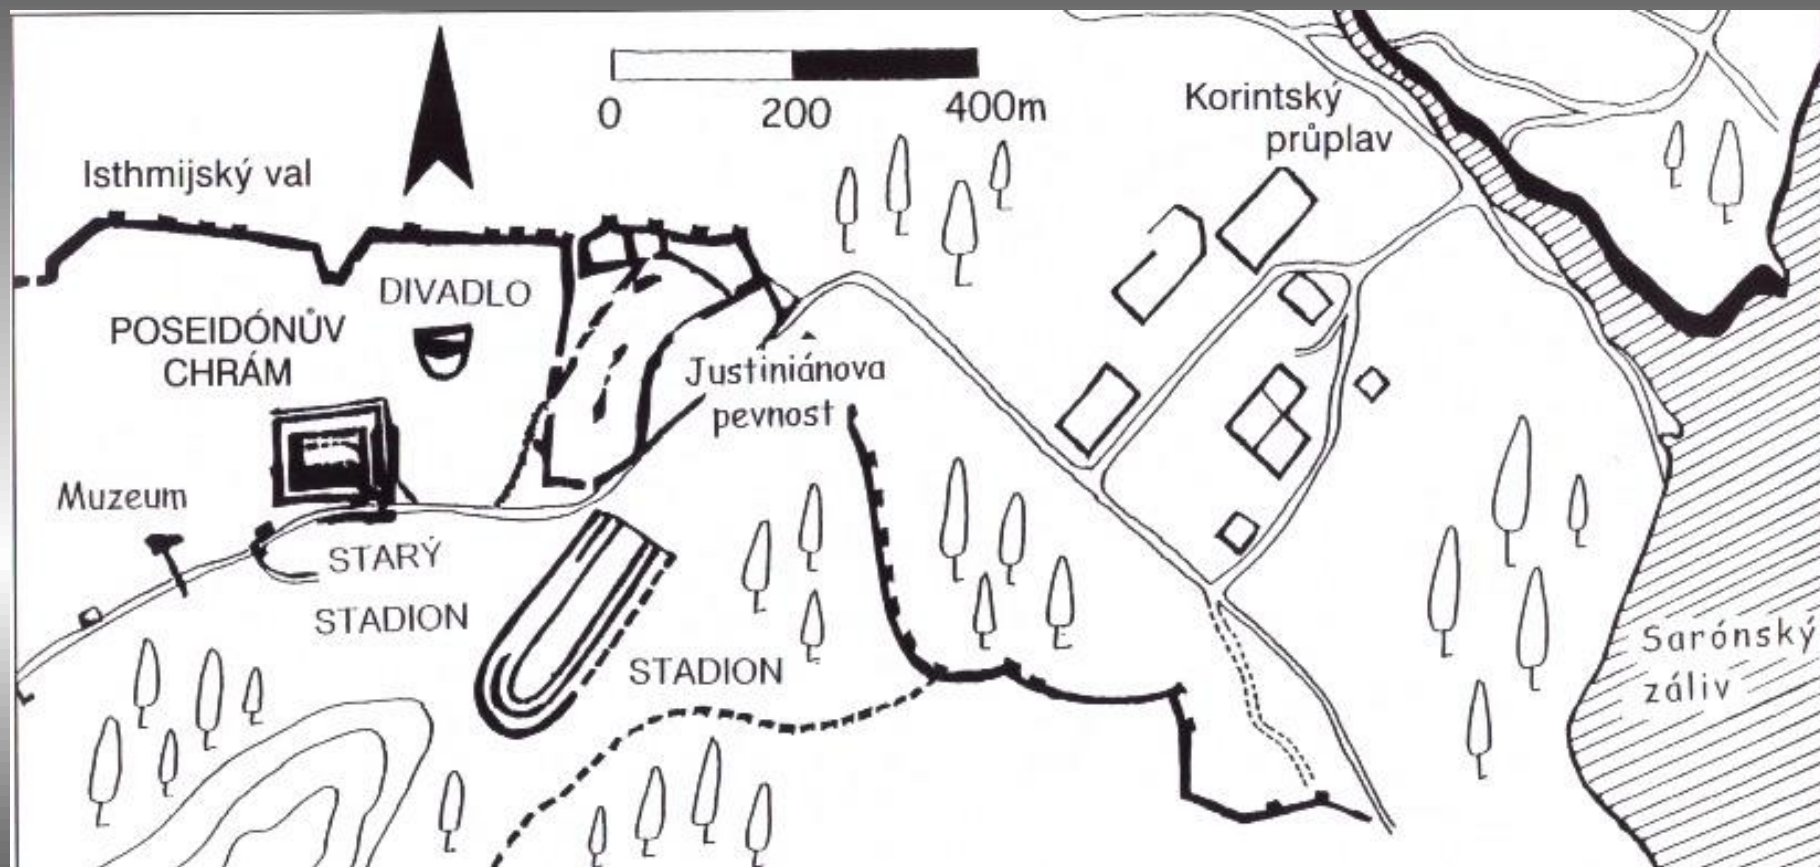 0 200 400m
Korintský
průplav
Isthmijský val
DIVADLO
POSEIDÓNŮV
CHRÁM
Justiniánova
pevnost
Muzeum
STARÝ
STADION
STADION
Sarónský
záliv